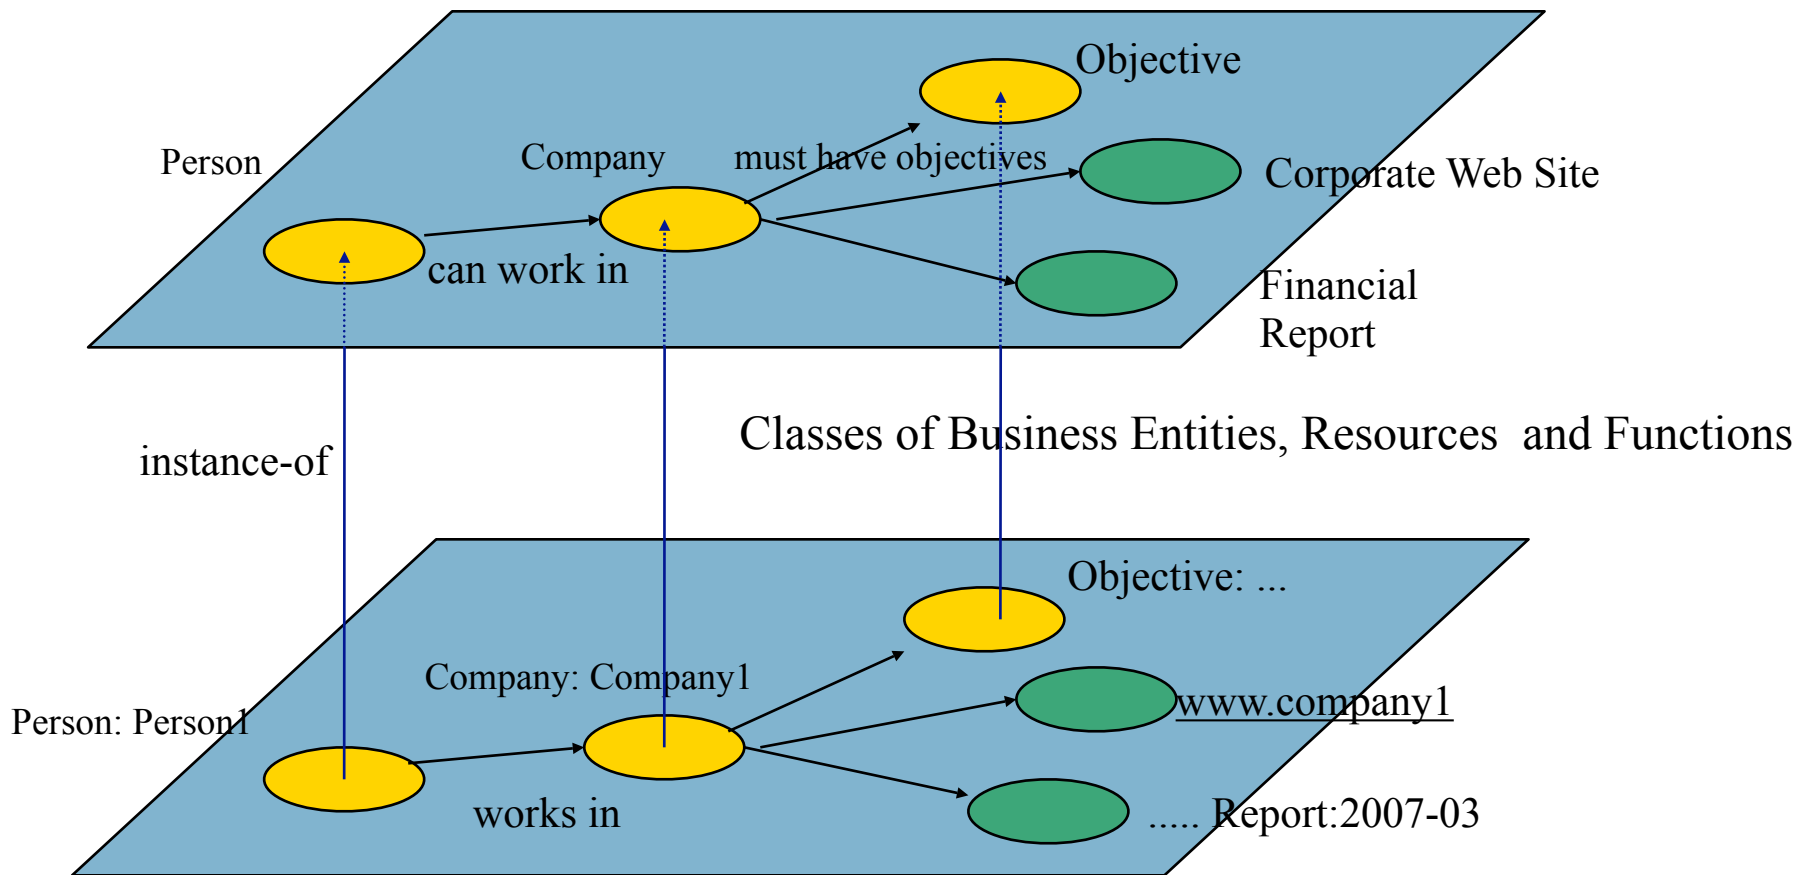 Objective
Person
Company
must have objectives
Corporate Web Site
can work in
Financial
Report
Classes of Business Entities, Resources  and Functions
instance-of
Objective: ...
Company: Company1
www.company1
Person: Person1
works in
..... Report:2007-03